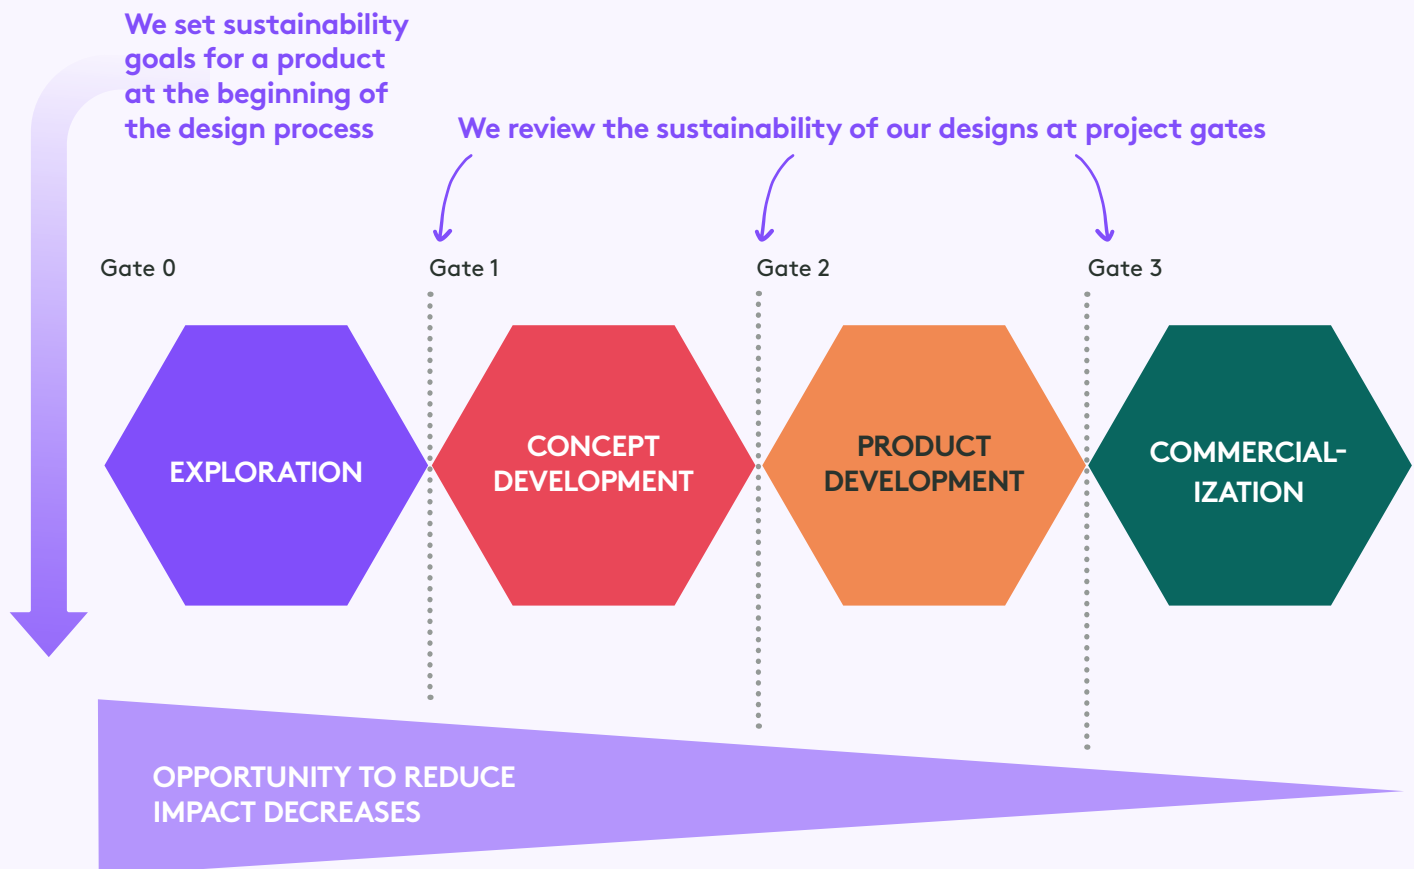 We set sustainability
goals for a product
at the beginning of
the design process
We review the sustainability of our designs at project gates
Gate 0
Gate 1
Gate 2
Gate 3
EXPLORATION
CONCEPT
DEVELOPMENT
PRODUCT
DEVELOPMENT
COMMERCIAL-
IZATION
OPPORTUNITY TO REDUCE
IMPACT DECREASES